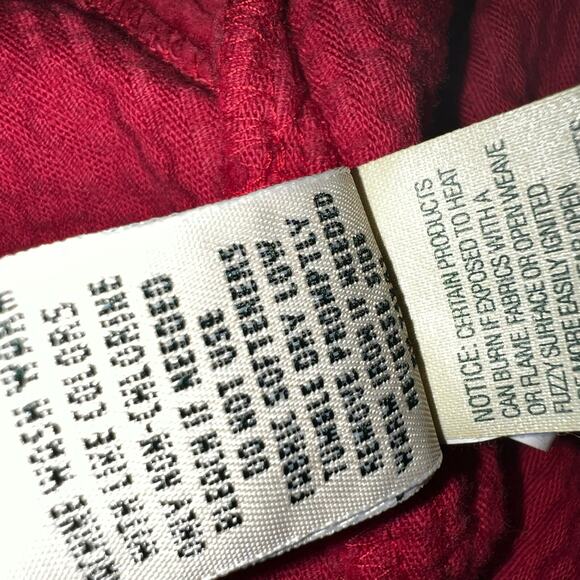 MACHINE WASH WARM
WITH LIKE COLORS
ONLY NON-CHLORINE
BLEACH IF NEEDED
DO NOT USE
FABRIC SOFTENERS
TUMBLE DRY LOW
REMOVE PROMPTLY
WARM IRON IF NEEDED
NOTICE: CERTAIN PRODUCTS
CAN BURN IF EXPOSED TO HEAT
OR FLAME. FABRICS WITH A
FUZZY SURFACE OR OPEN WEAVE
MORE EASILY IGNITED.